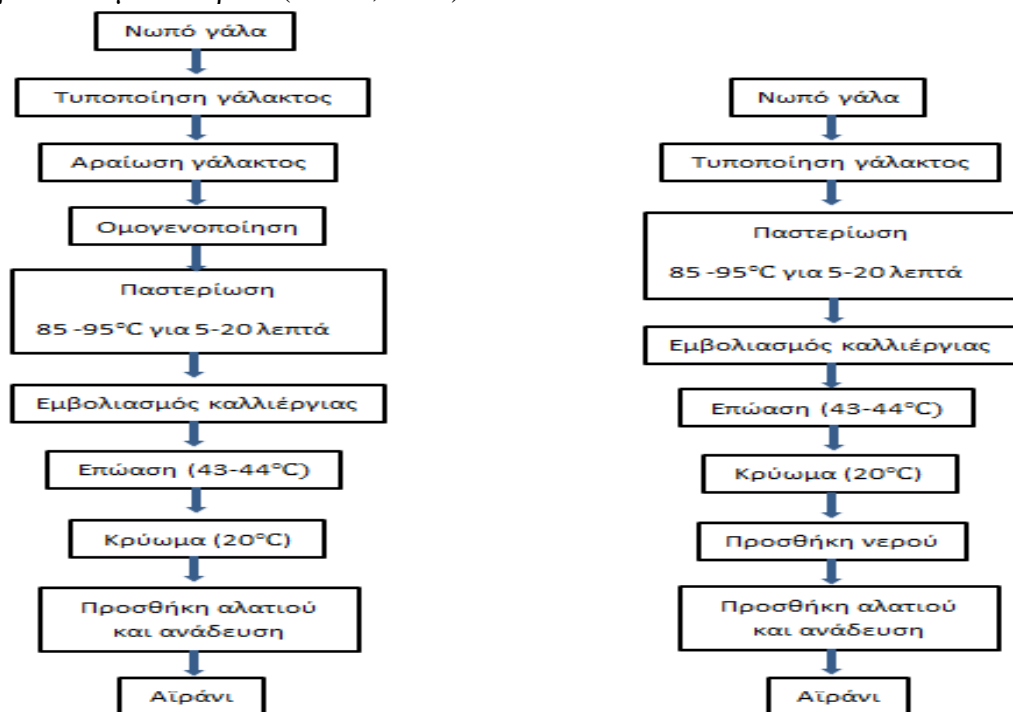 Νωπό γάλα
Τυποποίηση γάλακτος
Αραίωση γάλακτος
Ομογενοποίηση
Παστερίωση
85 -95°C για 5-20 λεπτά
Εμβολιασμός καλλιέργιας
Επώαση (43-44°C)
Κρύωμα (20°C)
Προσθήκη αλατιού
και ανάδευση
Αϊράνι
Νωπό γάλα
Τυποποίηση γάλακτος
Παστερίωση
85 -95°C για 5-20 λεπτά
Εμβολιασμός καλλιέργιας
Επώαση (43-44°C)
Κρύωμα (20°C)
Προσθήκη νερού
Προσθήκη αλατιού
και ανάδευση
Αϊράνι